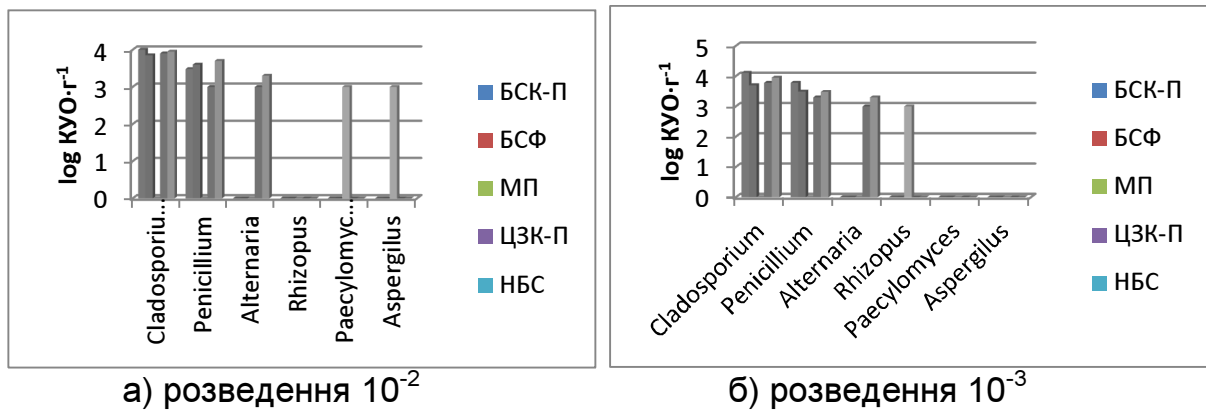 log КУО·г⁻¹
4
3
2
1
0
Cladosporiu...
Penicillium
Alternaria
Rhizopus
Paecylomyc...
Aspergilus
БСК-П
БСФ
МП
ЦЗК-П
НБС
а) розведення 10⁻²
log КУО·г⁻¹
5
4
3
2
1
0
Cladosporium
Penicillium
Alternaria
Rhizopus
Paecylomyces
Aspergilus
БСК-П
БСФ
МП
ЦЗК-П
НБС
б) розведення 10⁻³